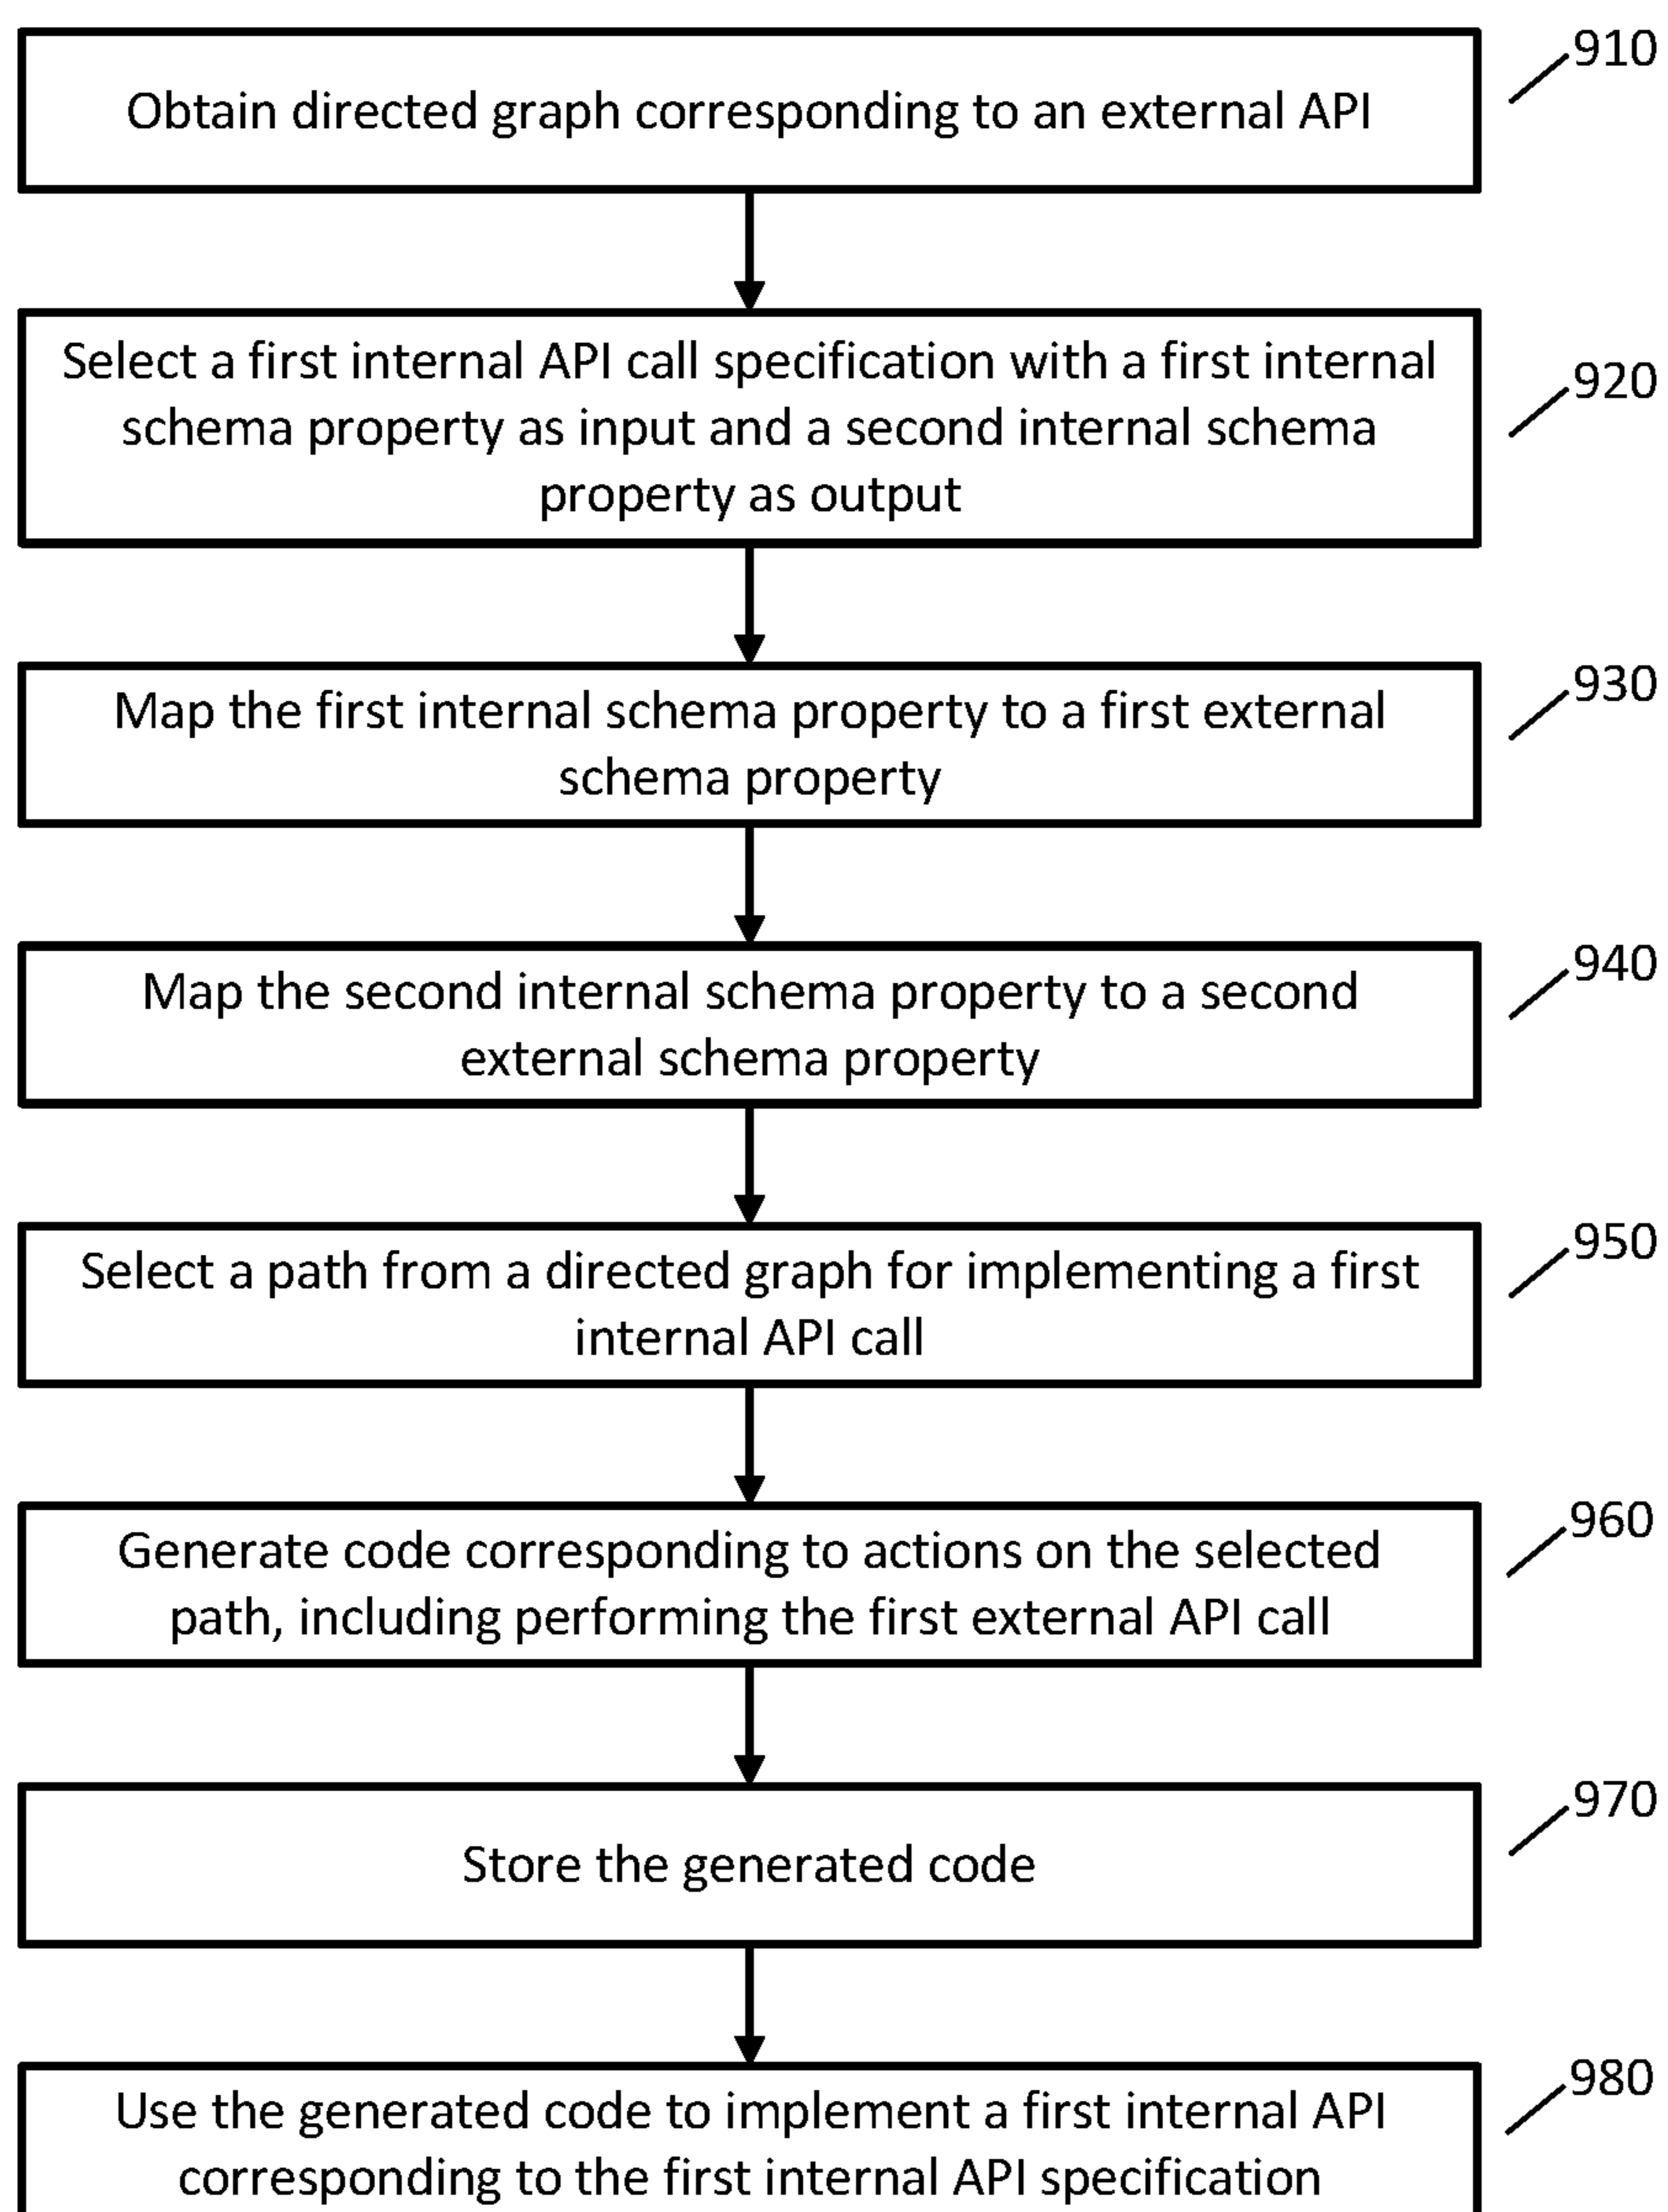 910
Obtain directed graph corresponding to an external API
920
Select a first internal API call specification with a first internal
schema property as input and a second internal schema
property as output
930
Map the first internal schema property to a first external
schema property
940
Map the second internal schema property to a second
external schema property
950
Select a path from a directed graph for implementing a first
internal API call
960
Generate code corresponding to actions on the selected
path, including performing the first external API call
970
Store the generated code
980
Use the generated code to implement a first internal API
corresponding to the first internal API specification